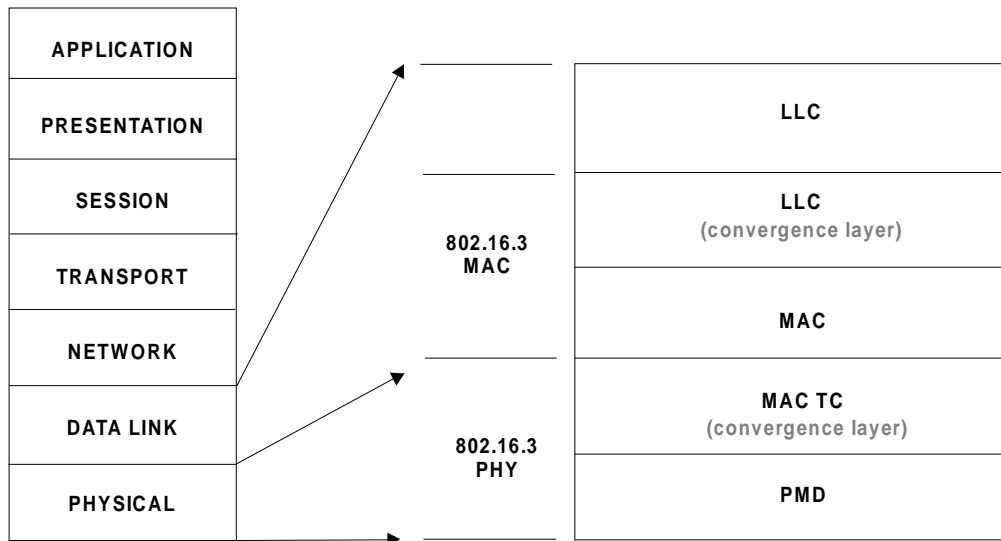 APPLICATION
PRESENTATION
SESSION
TRANSPORT
NETWORK
DATA LINK
PHYSICAL
802.16.3
MAC
802.16.3
PHY
LLC
LLC
(convergence layer)
MAC
MAC TC
(convergence layer)
PMD